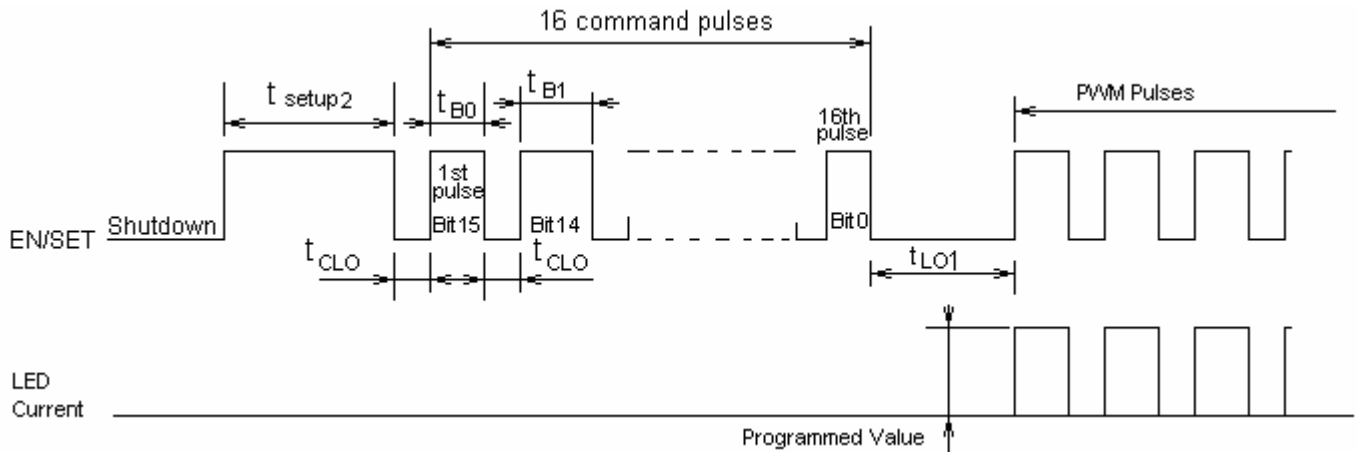 16 command pulses
t setup2
t B0
t B1
16th
pulse
PWM Pulses
1st
pulse
EN/SET
Shutdown
Bit15
Bit14
Bit0
t CLO
t CLO
t LO1
LED
Current
Programmed Value